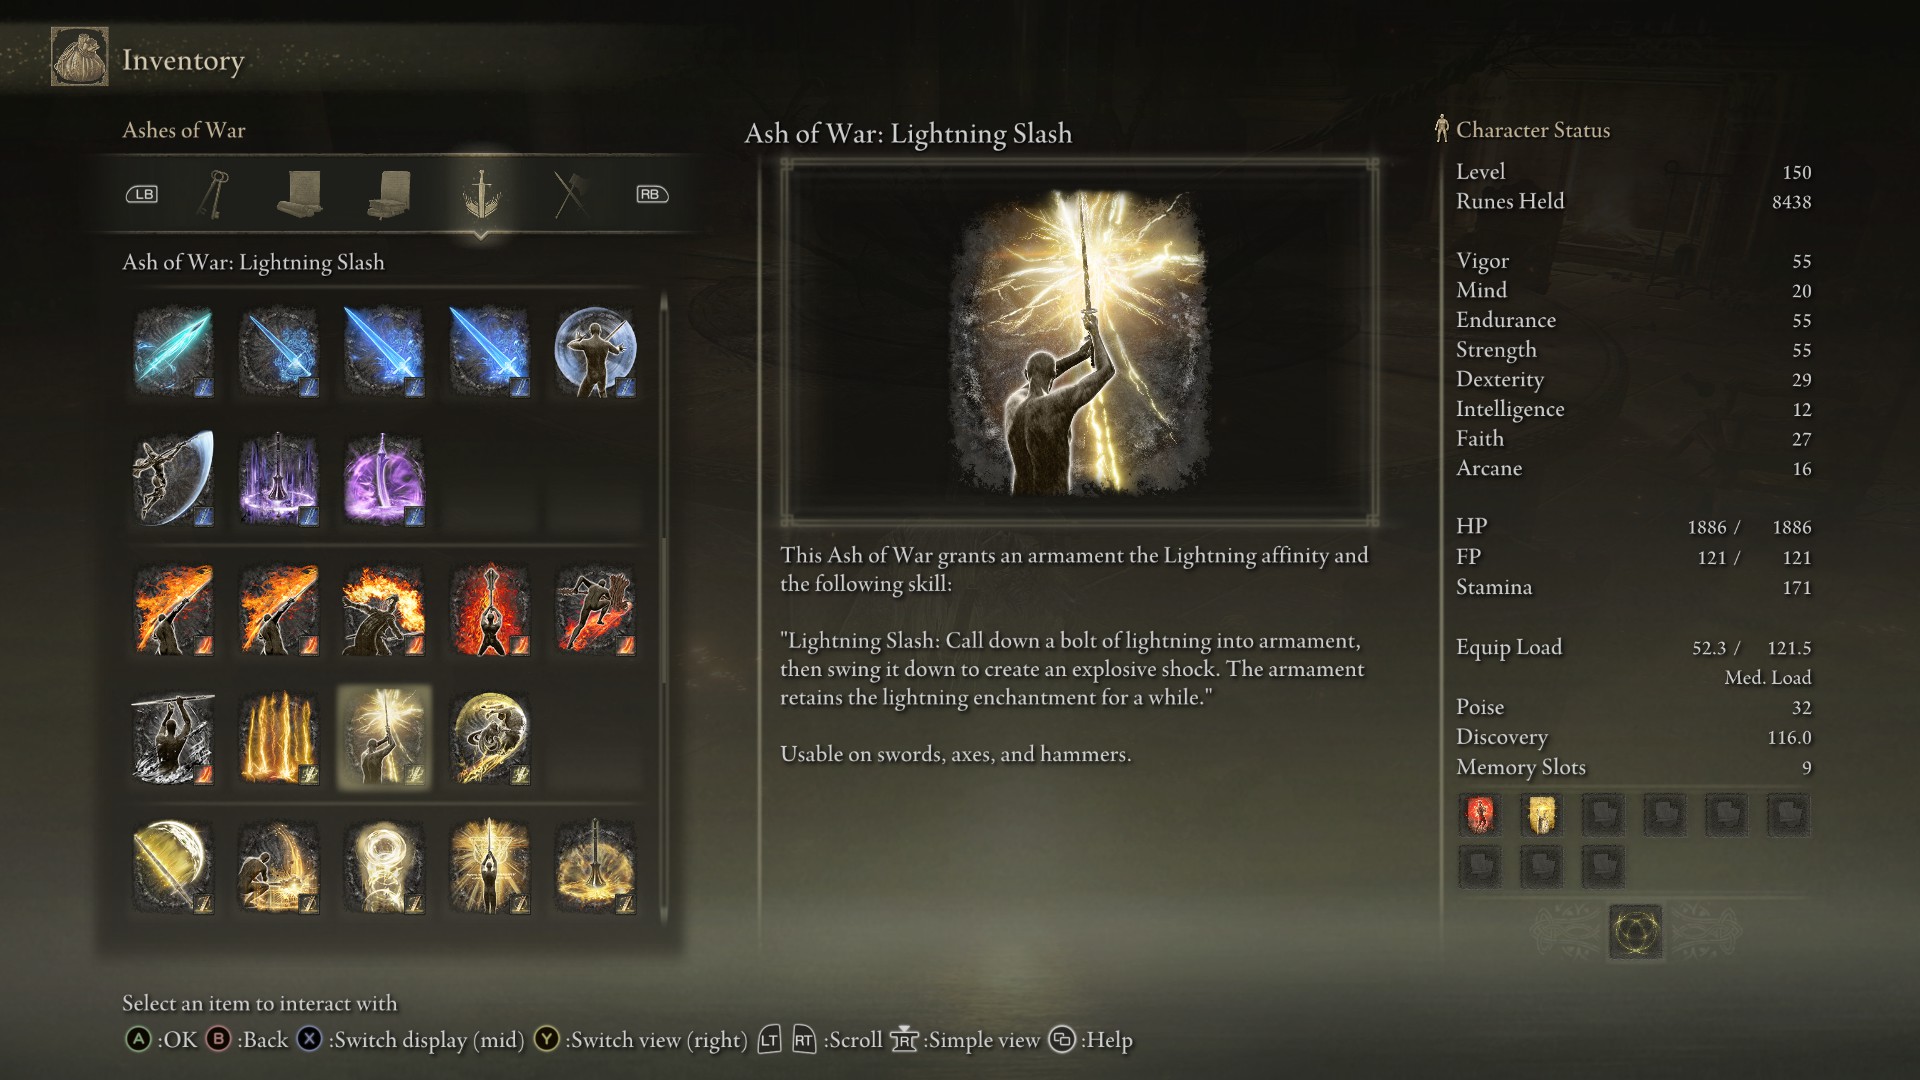 Inventory
Ashes of War
LB
RB
Ash of War: Lightning Slash
Ash of War: Lightning Slash
This Ash of War grants an armament the Lightning affinity and
the following skill:
"Lightning Slash: Call down a bolt of lightning into armament,
then swing it down to create an explosive shock. The armament
retains the lightning enchantment for a while."
Usable on swords, axes, and hammers.
Character Status
Level 150
Runes Held 8438
Vigor 55
Mind 20
Endurance 55
Strength 55
Dexterity 29
Intelligence 12
Faith 27
Arcane 16
HP 1886 / 1886
FP 121 / 121
Stamina 171
Equip Load 52.3 / 121.5
Med. Load
Poise 32
Discovery 116.0
Memory Slots 9
Select an item to interact with
A :OK B :Back X :Switch display (mid) Y :Switch view (right) LT RT :Scroll R :Simple view :Help